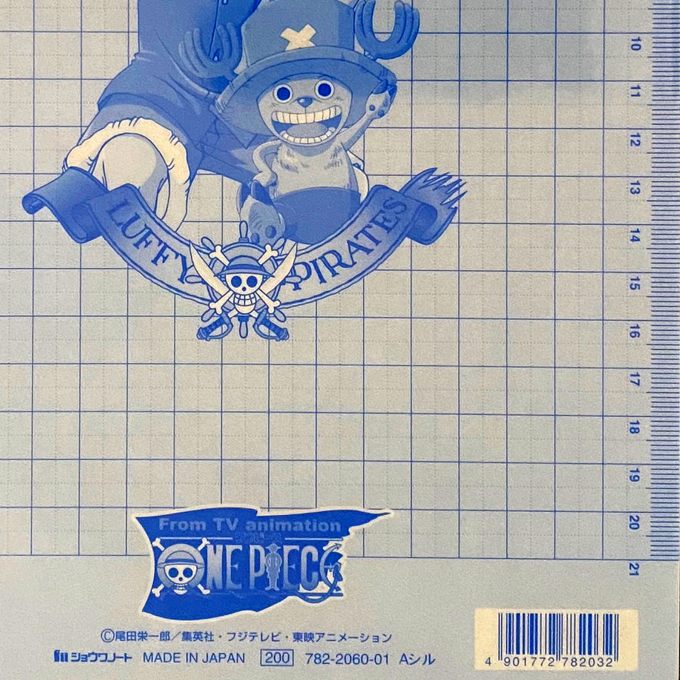 LUFFY PIRATES
10
11
12
13
14
15
16
17
18
19
20
21
From TV animation
ONE PIECE
©尾田栄一郎／集英社・フジテレビ・東映アニメーション
ショウワノート MADE IN JAPAN 200 782-2060-01 Aシル
4 901772 782032